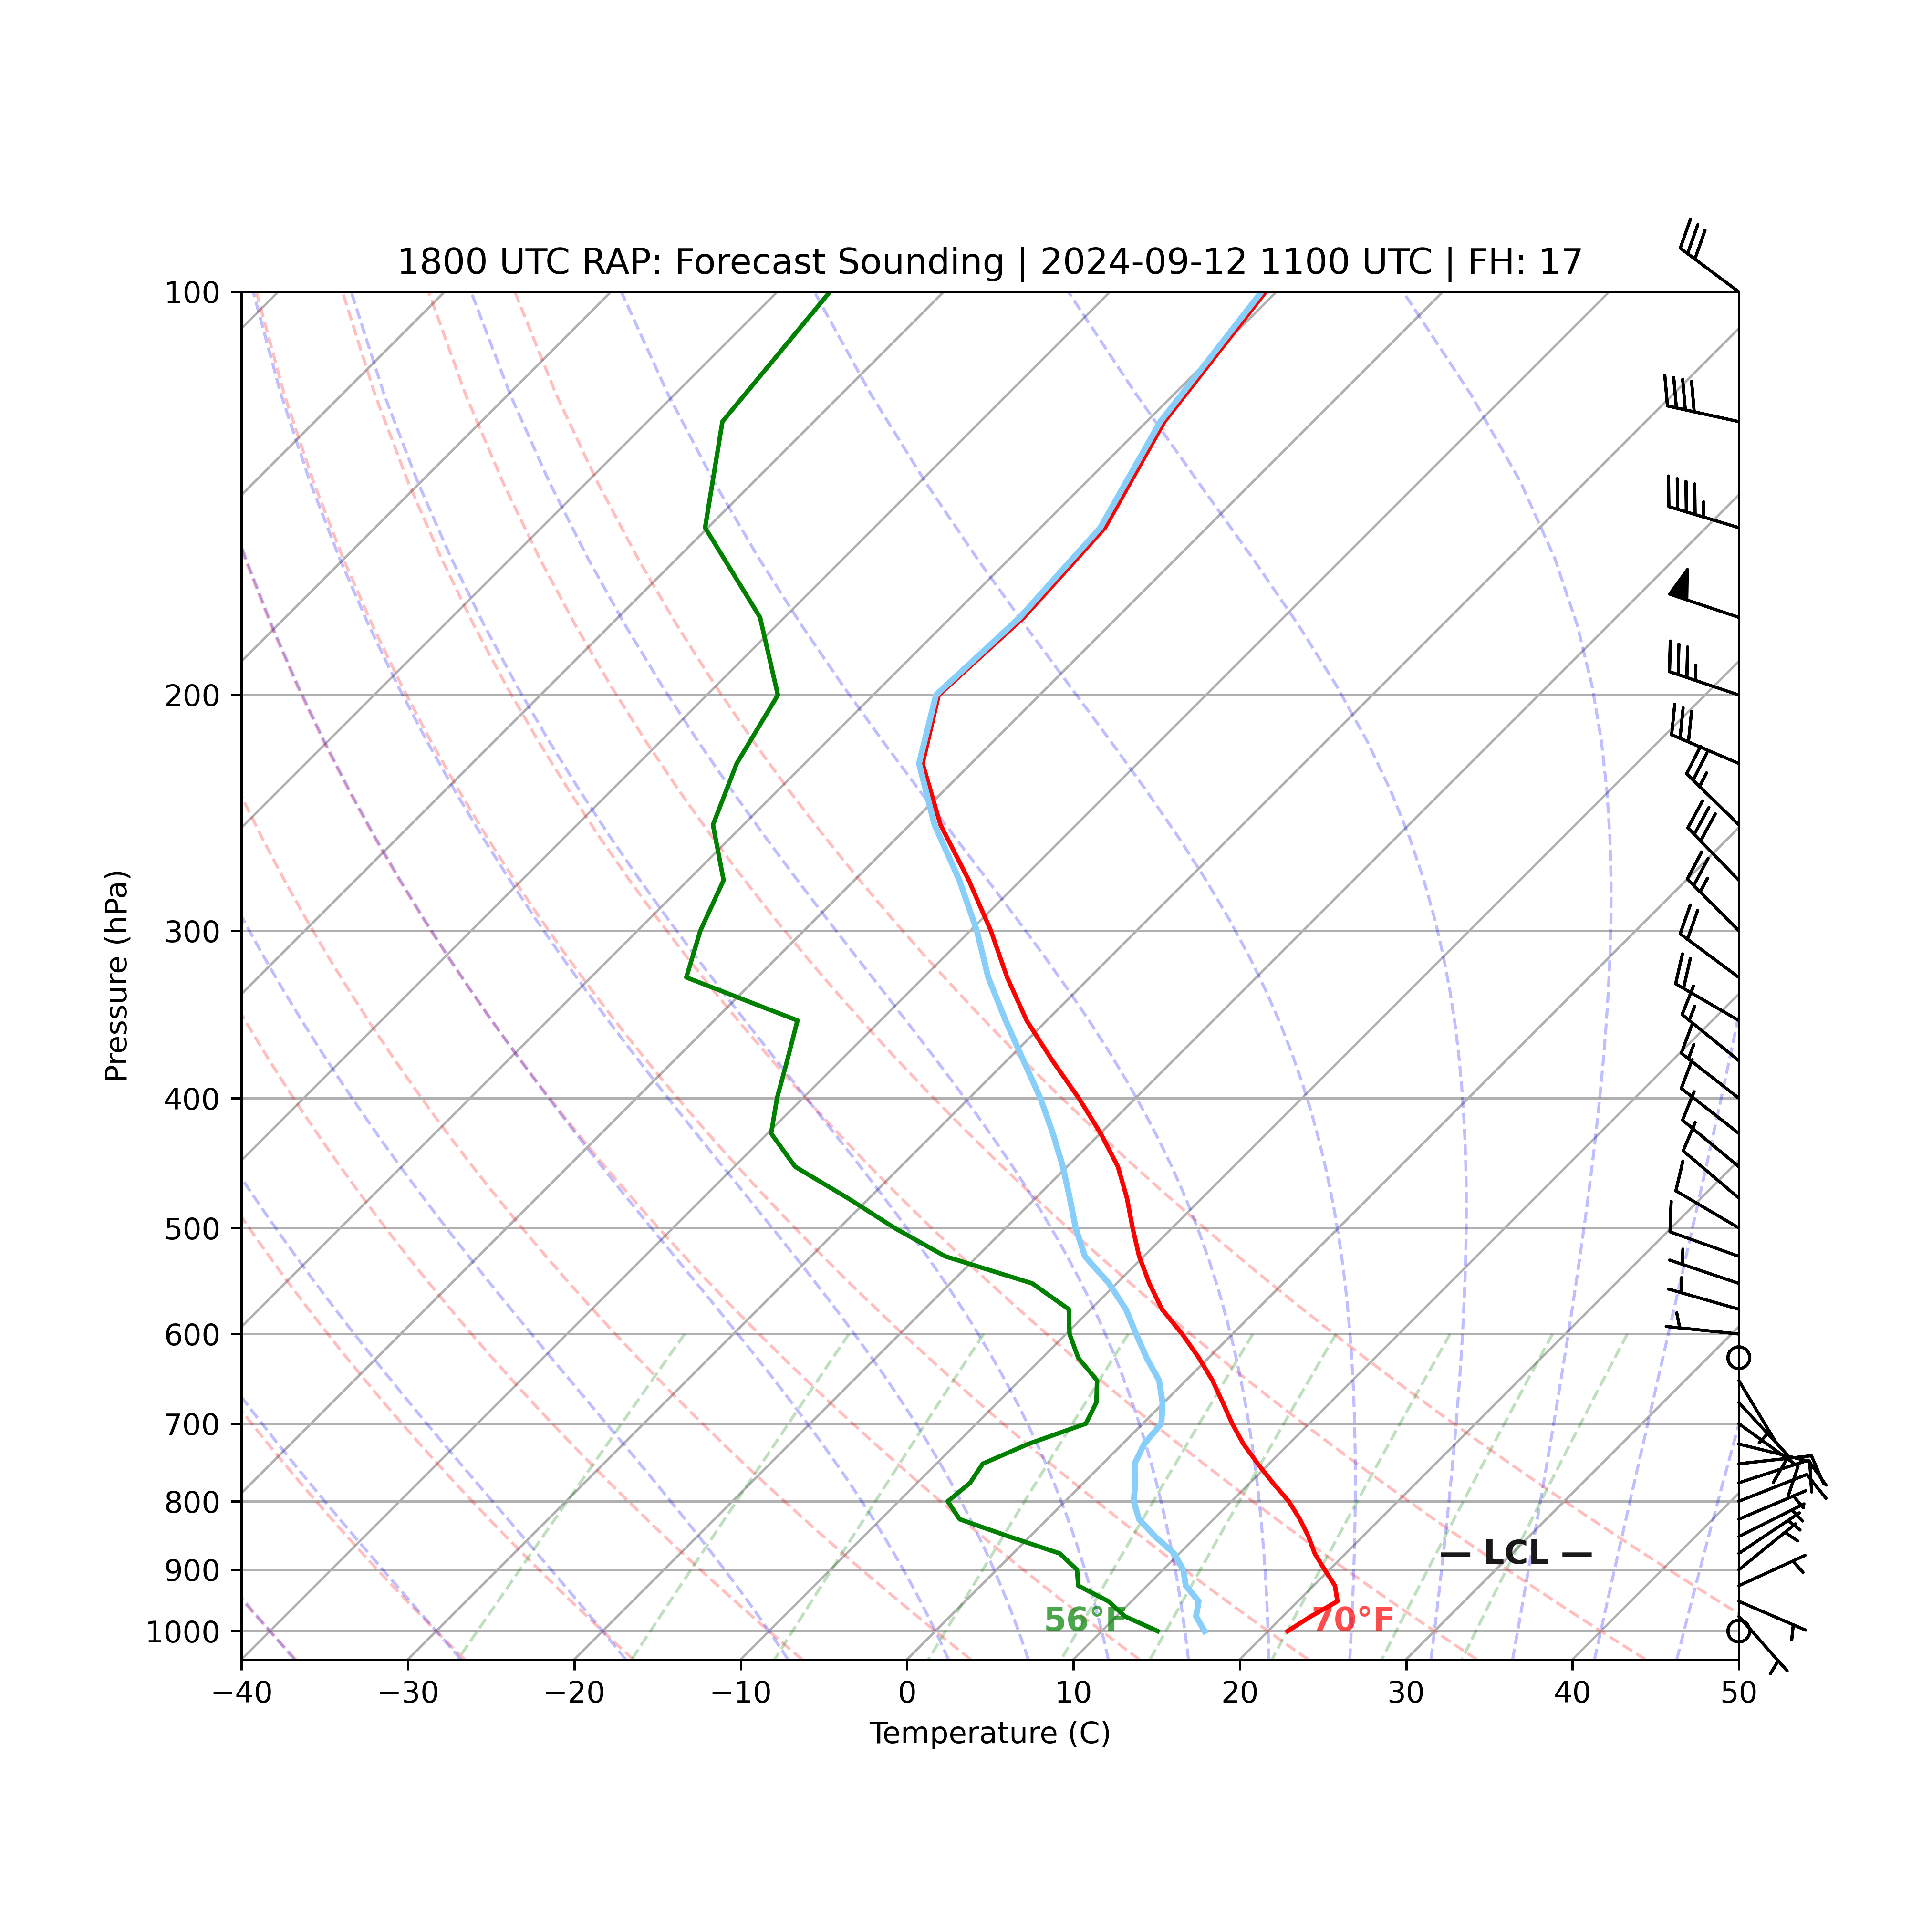 1800 UTC RAP: Forecast Sounding | 2024-09-12 1100 UTC | FH: 17
100
200
300
400
500
600
700
800
900
1000
Pressure (hPa)
— LCL —
56°F
70°F
−40 −30 −20 −10 0 10 20 30 40 50
Temperature (C)